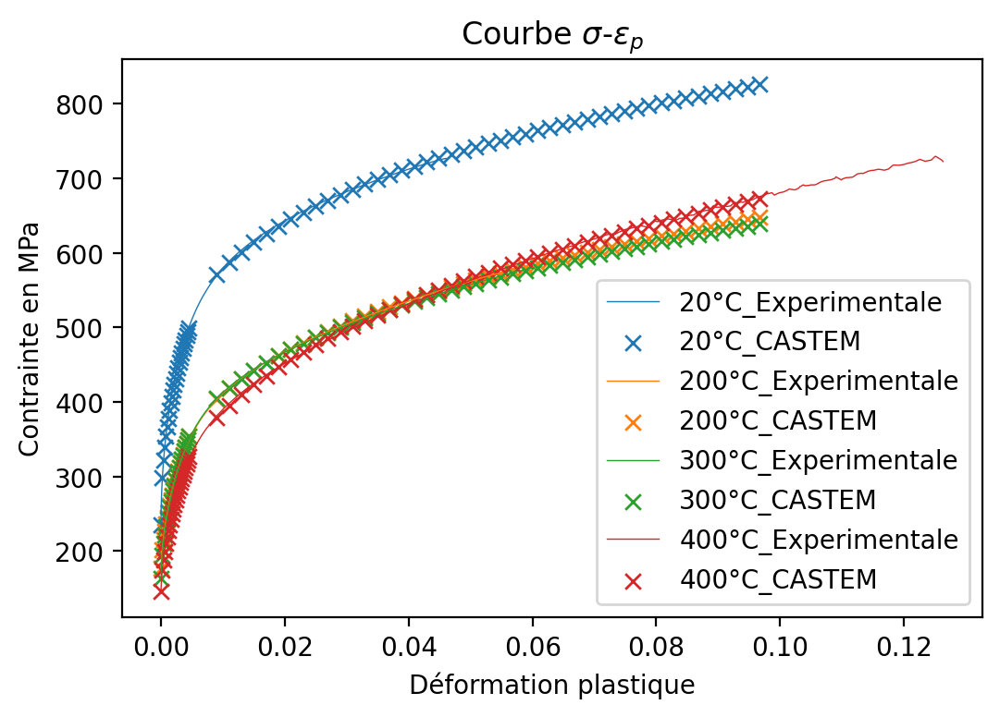 Courbe σ-εp
Contrainte en MPa
800
700
600
500
400
300
200
0.00 0.02 0.04 0.06 0.08 0.10 0.12
Déformation plastique
20°C_Experimentale
20°C_CASTEM
200°C_Experimentale
200°C_CASTEM
300°C_Experimentale
300°C_CASTEM
400°C_Experimentale
400°C_CASTEM